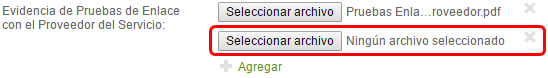 Evidencia de Pruebas de Enlace
con el Proveedor del Servicio:
Seleccionar archivo Pruebas Enla...roveedor.pdf
Seleccionar archivo Ningún archivo seleccionado
Agregar